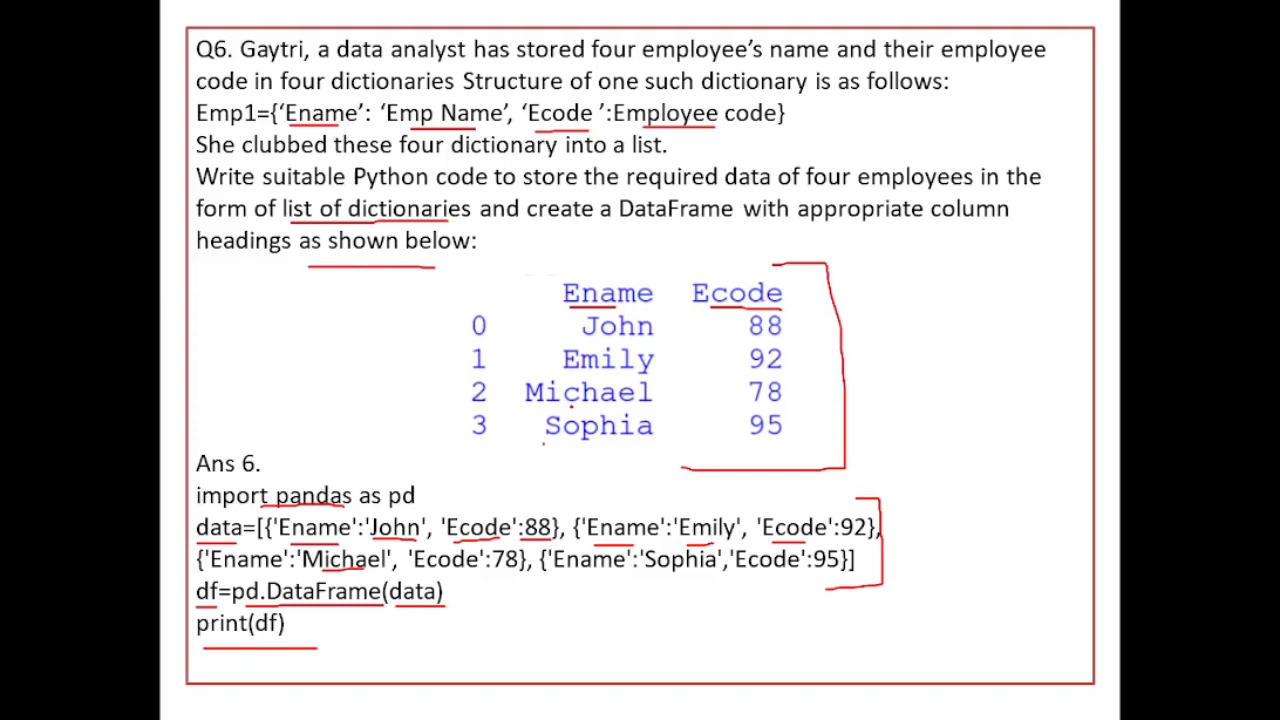 Q6. Gaytri, a data analyst has stored four employee’s name and their employee
code in four dictionaries Structure of one such dictionary is as follows:
Emp1={‘Ename’: ‘Emp Name’, ‘Ecode ’:Employee code}
She clubbed these four dictionary into a list.
Write suitable Python code to store the required data of four employees in the
form of list of dictionaries and create a DataFrame with appropriate column
headings as shown below:
Ename Ecode
0 John 88
1 Emily 92
2 Michael 78
3 Sophia 95
Ans 6.
import pandas as pd
data=[{'Ename':'John', 'Ecode':88}, {'Ename':'Emily', 'Ecode':92},
{'Ename':'Michael', 'Ecode':78}, {'Ename':'Sophia','Ecode':95}]
df=pd.DataFrame(data)
print(df)